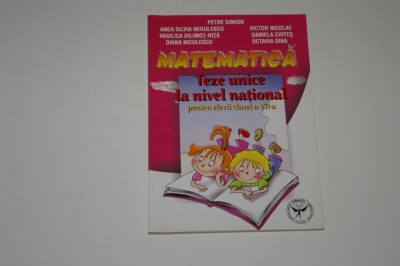 PETRE SIMION
ANCA SILVIA NEGULESCU VICTOR NICOLAE
VASILICA DILIMOȚ-NIȚĂ DANIELA CHITEȘ
DIANA NICULESCU OCTAVIA DINA
MATEMATICĂ
Teze unice
la nivel național
pentru elevii clasei a VII-a